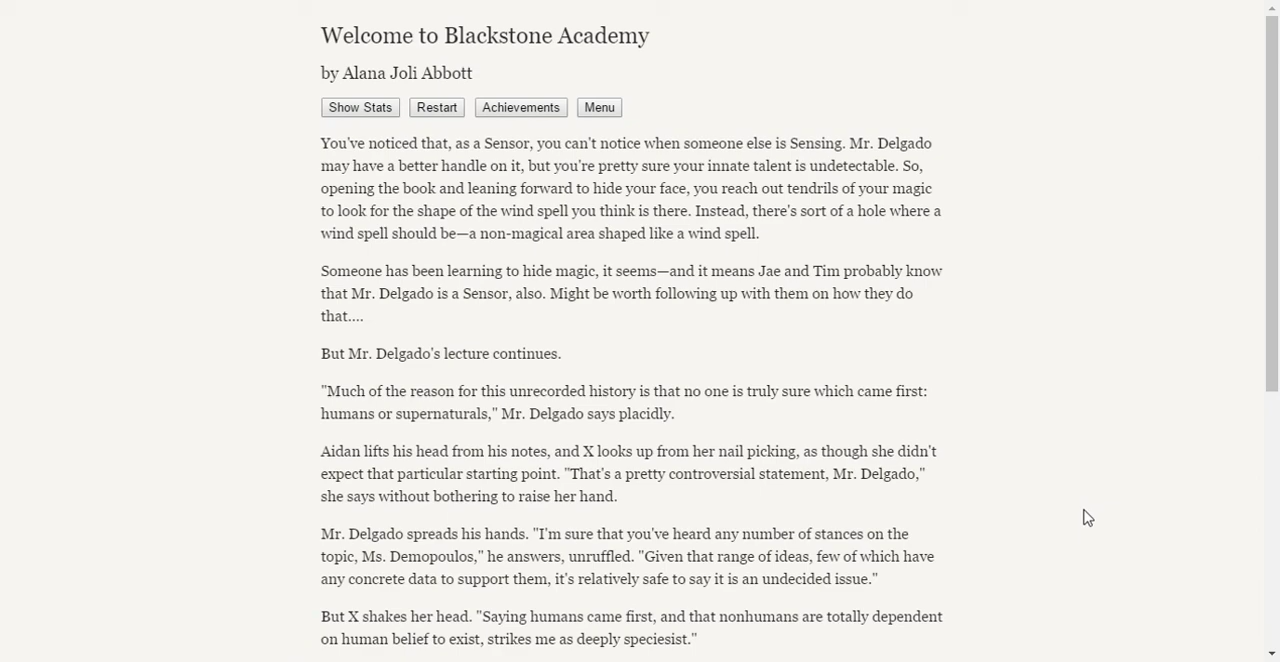 Welcome to Blackstone Academy
by Alana Joli Abbott
Show Stats Restart Achievements Menu
You've noticed that, as a Sensor, you can't notice when someone else is Sensing. Mr. Delgado
may have a better handle on it, but you're pretty sure your innate talent is undetectable. So,
opening the book and leaning forward to hide your face, you reach out tendrils of your magic
to look for the shape of the wind spell you think is there. Instead, there's sort of a hole where a
wind spell should be—a non-magical area shaped like a wind spell.
Someone has been learning to hide magic, it seems—and it means Jae and Tim probably know
that Mr. Delgado is a Sensor, also. Might be worth following up with them on how they do
that....
But Mr. Delgado's lecture continues.
"Much of the reason for this unrecorded history is that no one is truly sure which came first:
humans or supernaturals," Mr. Delgado says placidly.
Aidan lifts his head from his notes, and X looks up from her nail picking, as though she didn't
expect that particular starting point. "That's a pretty controversial statement, Mr. Delgado,"
she says without bothering to raise her hand.
Mr. Delgado spreads his hands. "I'm sure that you've heard any number of stances on the
topic, Ms. Demopoulos," he answers, unruffled. "Given that range of ideas, few of which have
any concrete data to support them, it's relatively safe to say it is an undecided issue."
But X shakes her head. "Saying humans came first, and that nonhumans are totally dependent
on human belief to exist, strikes me as deeply speciesist."